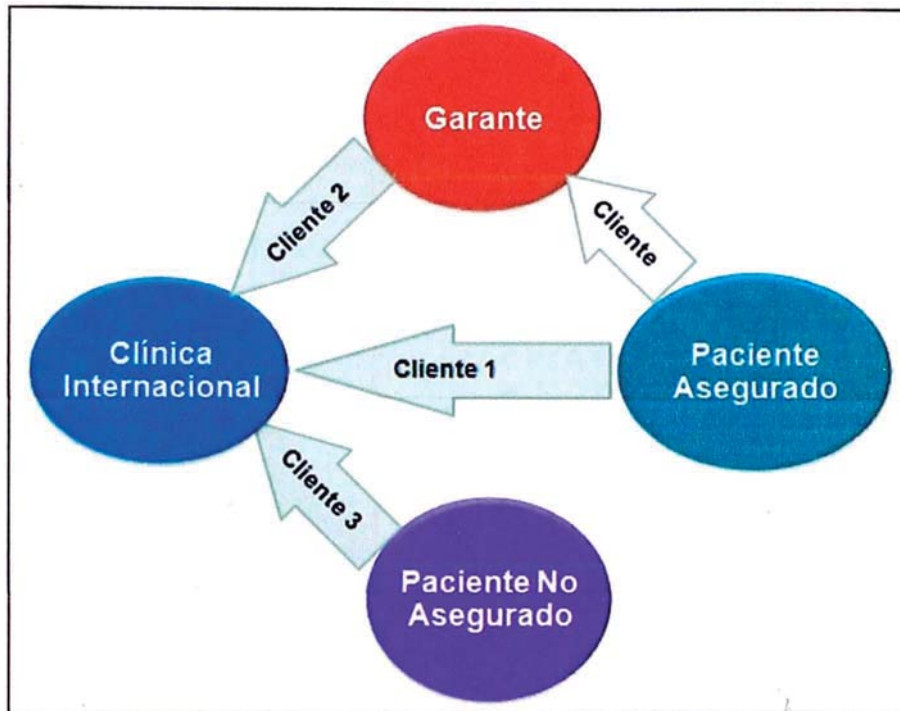 Garante
Cliente 2
Cliente
Clínica
Internacional
Cliente 1
Paciente
Asegurado
Cliente 3
Paciente No
Asegurado